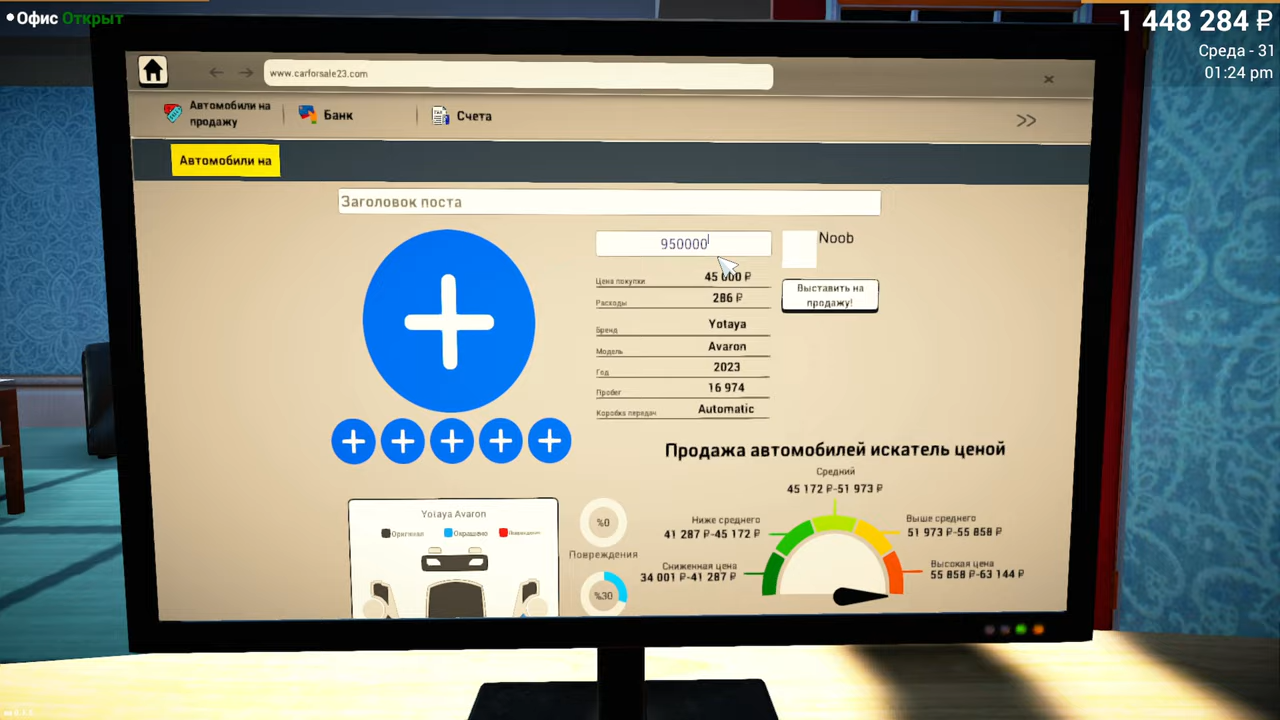 •Офис Открыт
1 448 284 ₽
Среда - 31
01:24 pm
www.carforsale23.com
Автомобили на
продажу
Банк
Счета
>>
Автомобили на
Заголовок поста
950000
Noob
Цена покупки 45 000 ₽
Расходы 286 ₽
Выставить на
продажу!
Бренд Yotaya
Модель Avaron
Год 2023
Пробег 16 974
Коробка передач Automatic
Продажа автомобилей искатель ценой
Средний
45 172 ₽-51 973 ₽
Ниже среднего
41 287 ₽-45 172 ₽
Выше среднего
51 973 ₽-55 858 ₽
Сниженная цена
34 001 ₽-41 287 ₽
Высокая цена
55 858 ₽-63 144 ₽
Yotaya Avaron
Оригинал Окрашено Повреждения
%0
Повреждения
%30